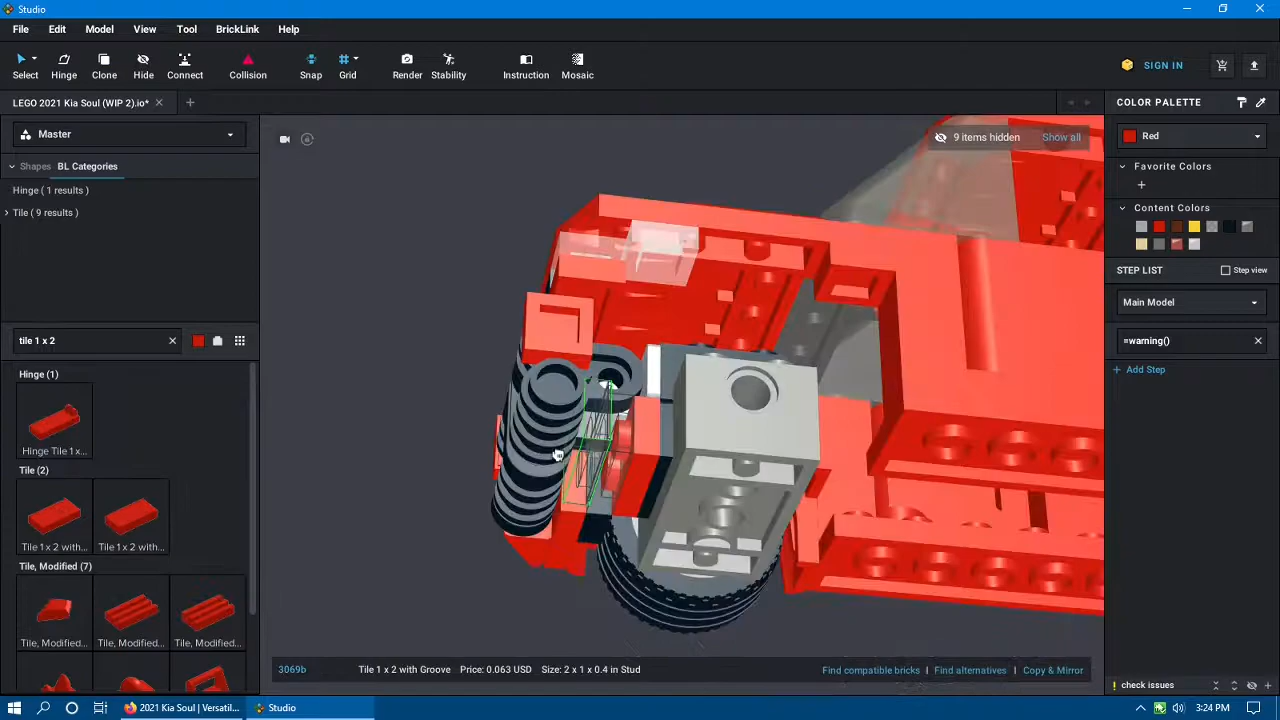 Studio
File Edit Model View Tool BrickLink Help
Select Hinge Clone Hide Connect Collision Snap Grid Render Stability Instruction Mosaic SIGN IN
LEGO 2021 Kia Soul (WIP 2).io*
COLOR PALETTE
Master
9 items hidden Show all
Red
Shapes BL Categories
Favorite Colors
Hinge ( 1 results )
Tile ( 9 results )
Content Colors
STEP LIST Step view
Main Model
tile 1 x 2
=warning()
Hinge (1)
Add Step
Hinge Tile 1x...
Tile (2)
Tile 1x 2 with... Tile 1x 2 with...
Tile, Modified (7)
Tile, Modified... Tile, Modified... Tile, Modified...
3069b Tile 1 x 2 with Groove Price: 0.063 USD Size: 2 x 1 x 0.4 in Stud Find compatible bricks | Find alternatives | Copy & Mirror
check issues
2021 Kia Soul | Versatil... Studio 3:24 PM